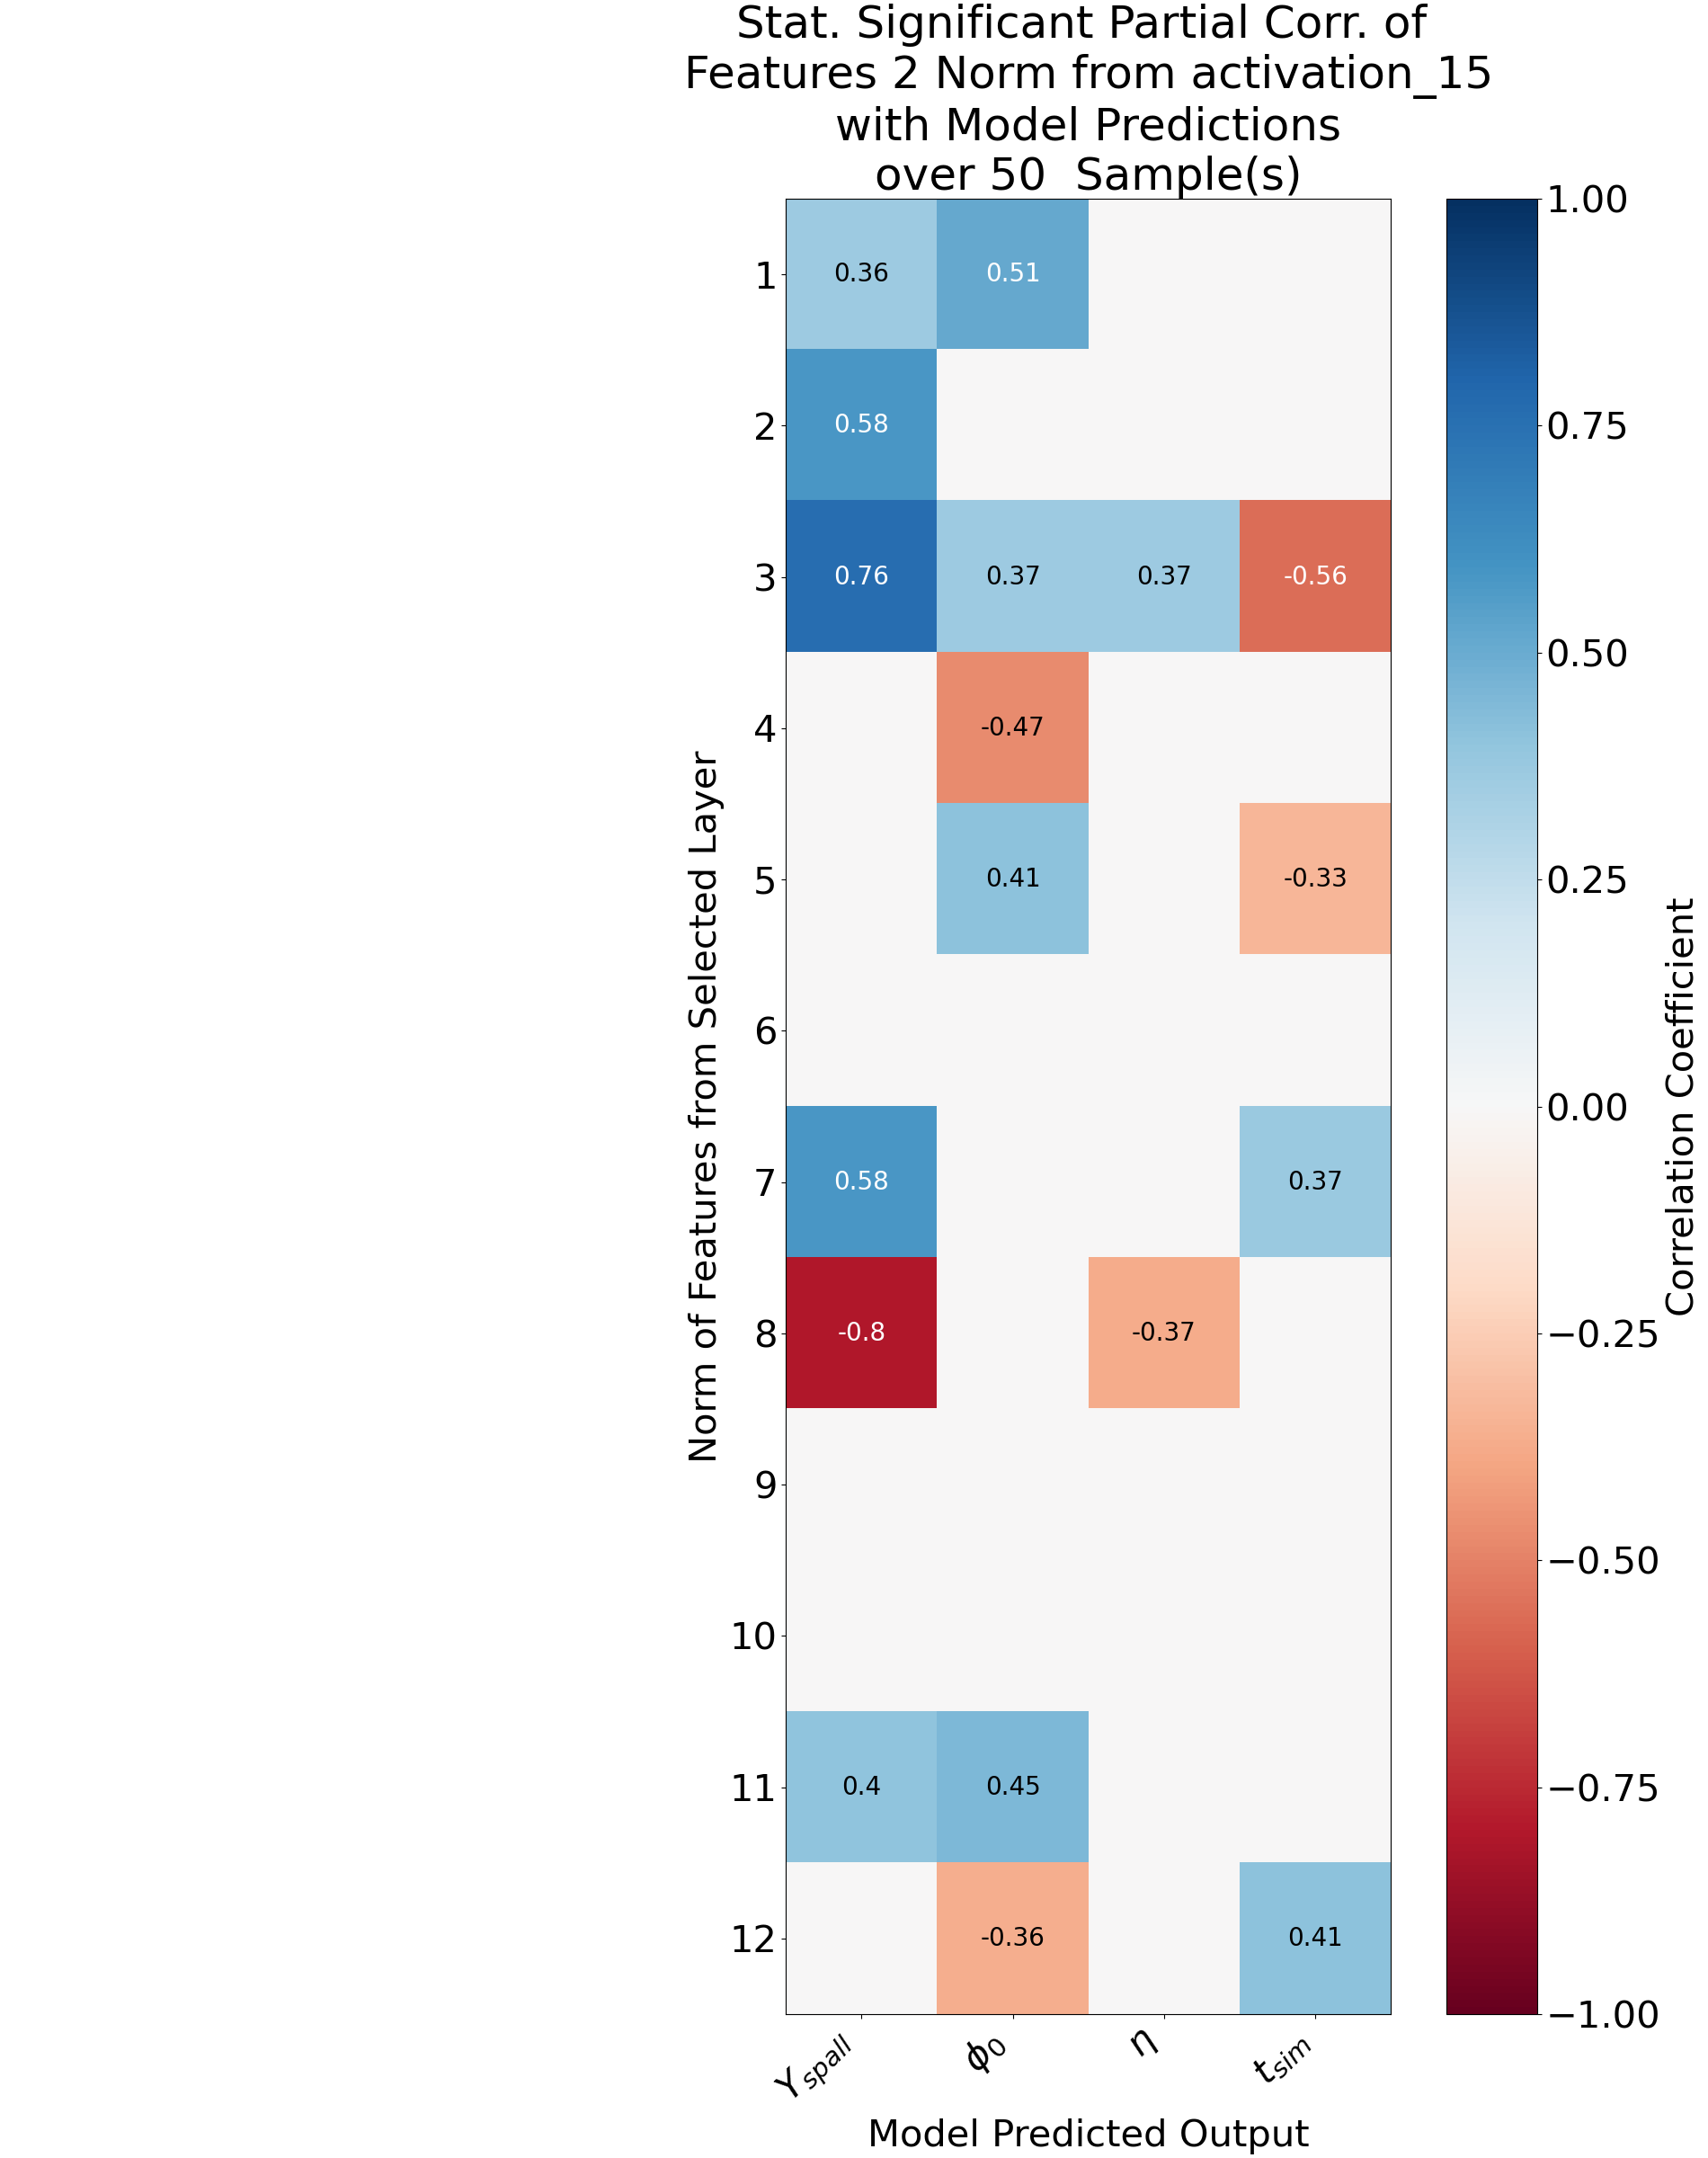 Stat. Significant Partial Corr. of
Features 2 Norm from activation_15
with Model Predictions
over 50  Sample(s)
1 0.36 0.51
2 0.58
3 0.76 0.37 0.37 -0.56
4 -0.47
5 0.41 -0.33
6
7 0.58 0.37
8 -0.8 -0.37
9
10
11 0.4 0.45
12 -0.36 0.41
Norm of Features from Selected Layer
Y_spall ϕ₀ η t_sim
Model Predicted Output
1.00
0.75
0.50
0.25
0.00
−0.25
−0.50
−0.75
−1.00
Correlation Coefficient